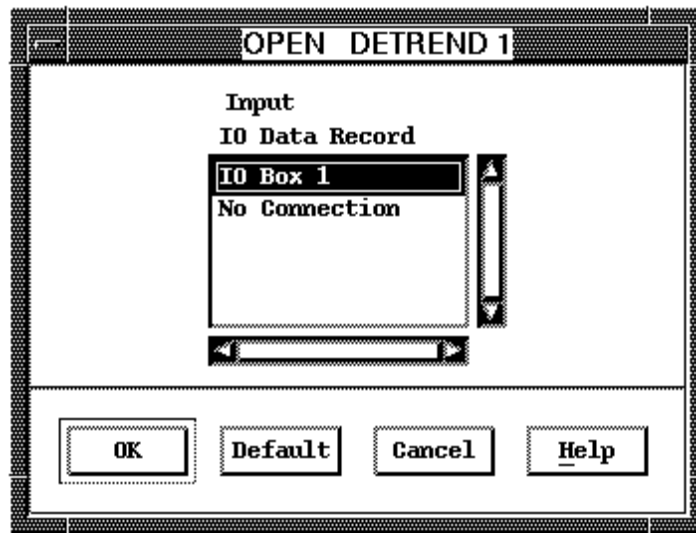 OPEN DETREND 1
Input
IO Data Record
IO Box 1
No Connection
OK Default Cancel Help